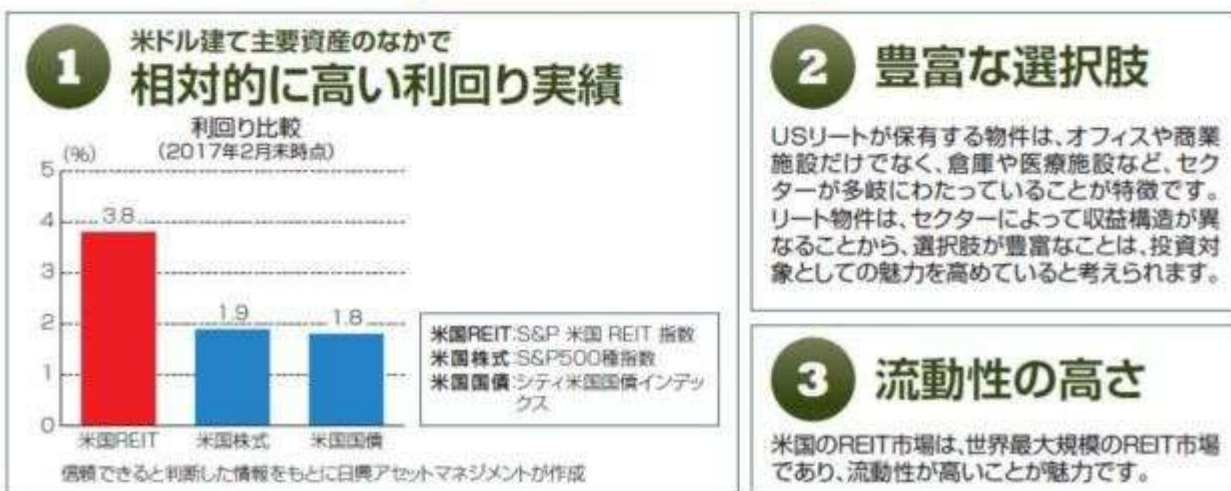 1
米ドル建て主要資産のなかで
相対的に高い利回り実績
利回り比較
(2017年2月末時点)
(%)
5
4
3
2
1
0
3.8
1.9
1.8
米国REIT
米国株式
米国国債
米国REIT:S&P 米国 REIT 指数
米国株式:S&P500種指数
米国国債:シティ米国国債インデッ
クス
信頼できると判断した情報をもとに日興アセットマネジメントが作成
2
豊富な選択肢
USリートが保有する物件は、オフィスや商業
施設だけでなく、倉庫や医療施設など、セク
ターが多岐にわたっていることが特徴です。
リート物件は、セクターによって収益構造が異
なることから、選択肢が豊富なことは、投資対
象としての魅力を高めていると考えられます。
3
流動性の高さ
米国のREIT市場は、世界最大規模のREIT市場
であり、流動性が高いことが魅力です。